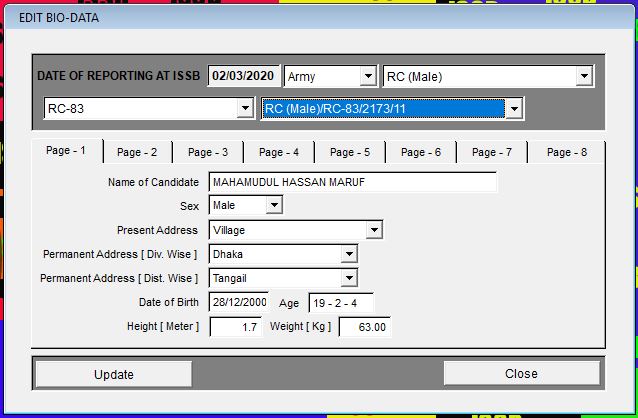 EDIT BIO-DATA
DATE OF REPORTING AT ISSB 02/03/2020 Army RC (Male)
RC-83 RC (Male)/RC-83/2173/11
Page - 1 Page - 2 Page - 3 Page - 4 Page - 5 Page - 6 Page - 7 Page - 8
Name of Candidate MAHAMUDUL HASSAN MARUF
Sex Male
Present Address Village
Permanent Address [ Div. Wise ] Dhaka
Permanent Address [ Dist. Wise ] Tangail
Date of Birth 28/12/2000 Age 19 - 2 - 4
Height [ Meter ] 1.7 Weight [ Kg ] 63.00
Update Close